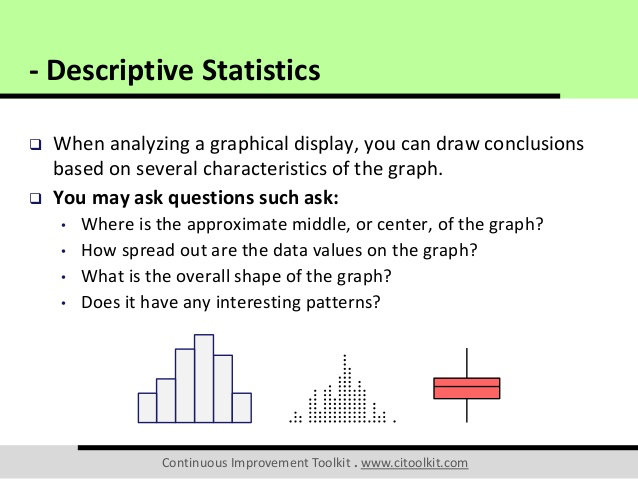 - Descriptive Statistics
When analyzing a graphical display, you can draw conclusions
based on several characteristics of the graph.
You may ask questions such ask:
Where is the approximate middle, or center, of the graph?
How spread out are the data values on the graph?
What is the overall shape of the graph?
Does it have any interesting patterns?
Continuous Improvement Toolkit . www.citoolkit.com